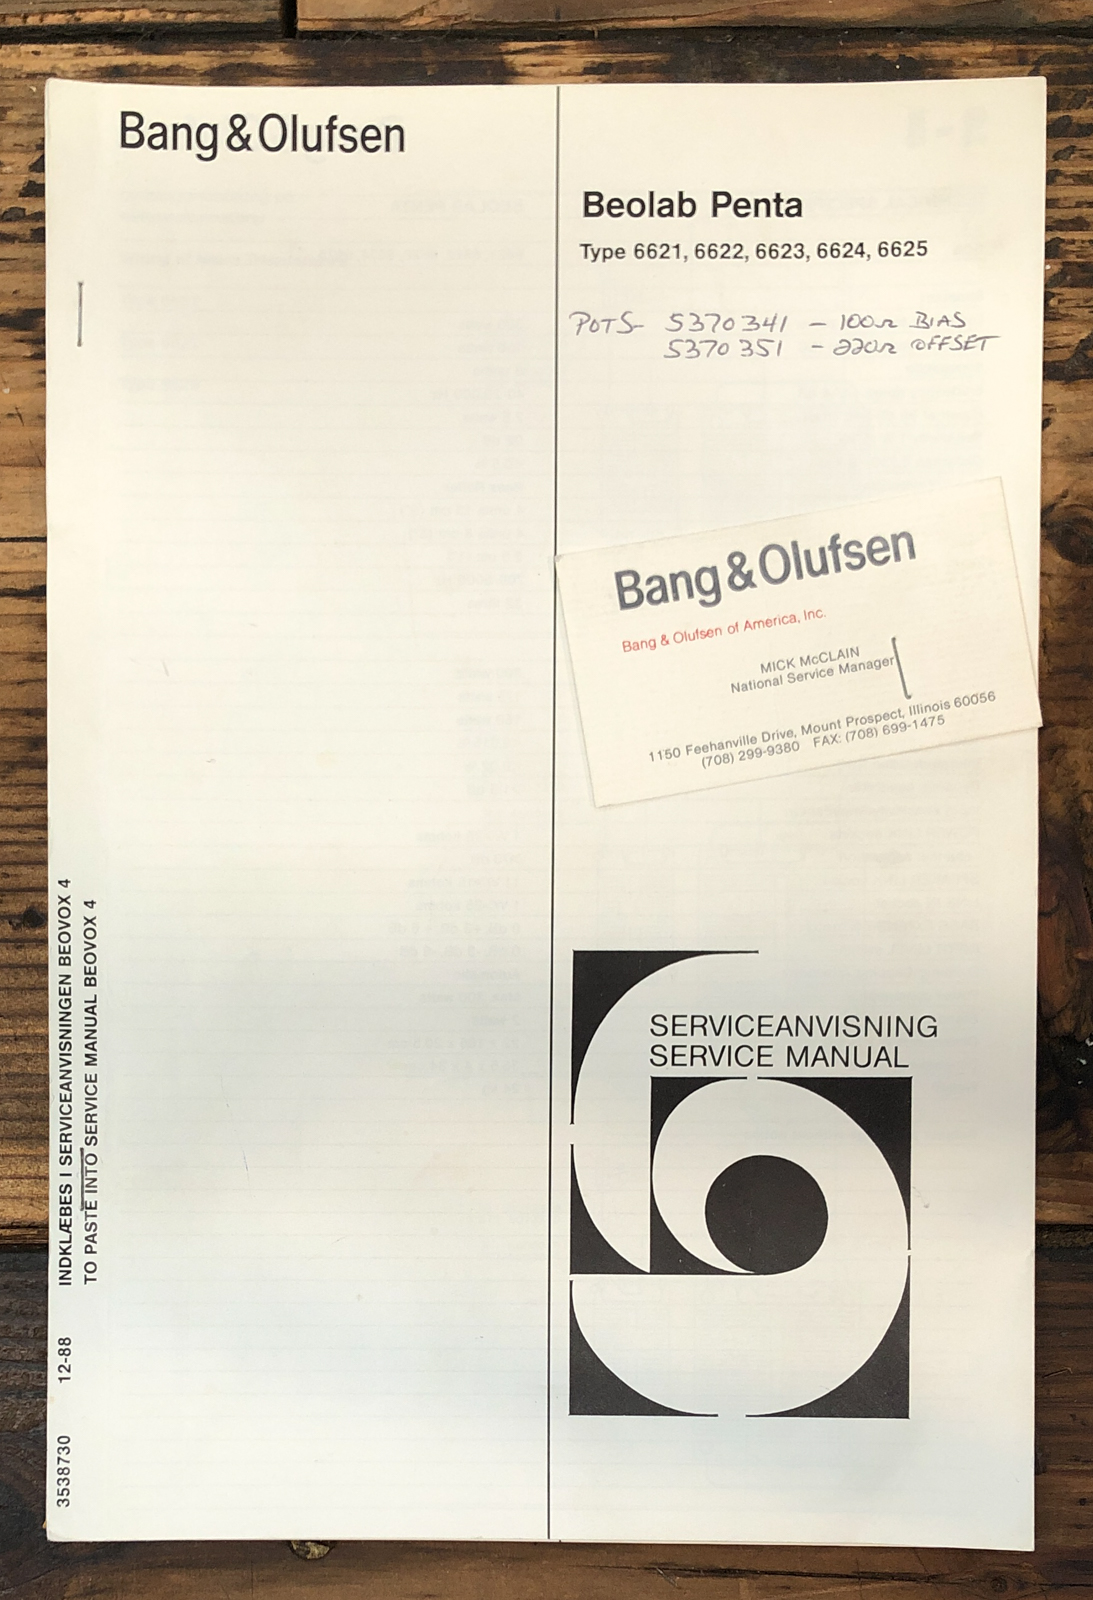 Bang & Olufsen
Beolab Penta
Type 6621, 6622, 6623, 6624, 6625
POTS- 5370341 - 100Ω BIAS
5370351 - 220Ω OFFSET
Bang & Olufsen
Bang & Olufsen of America, Inc.
MICK McCLAIN
National Service Manager
1150 Feehanville Drive, Mount Prospect, Illinois 60056
(708) 299-9380 FAX: (708) 699-1475
SERVICEANVISNING
SERVICE MANUAL
3538730 12-88 INDKLÆBES I SERVICEANVISNINGEN BEOVOX 4
TO PASTE INTO SERVICE MANUAL BEOVOX 4